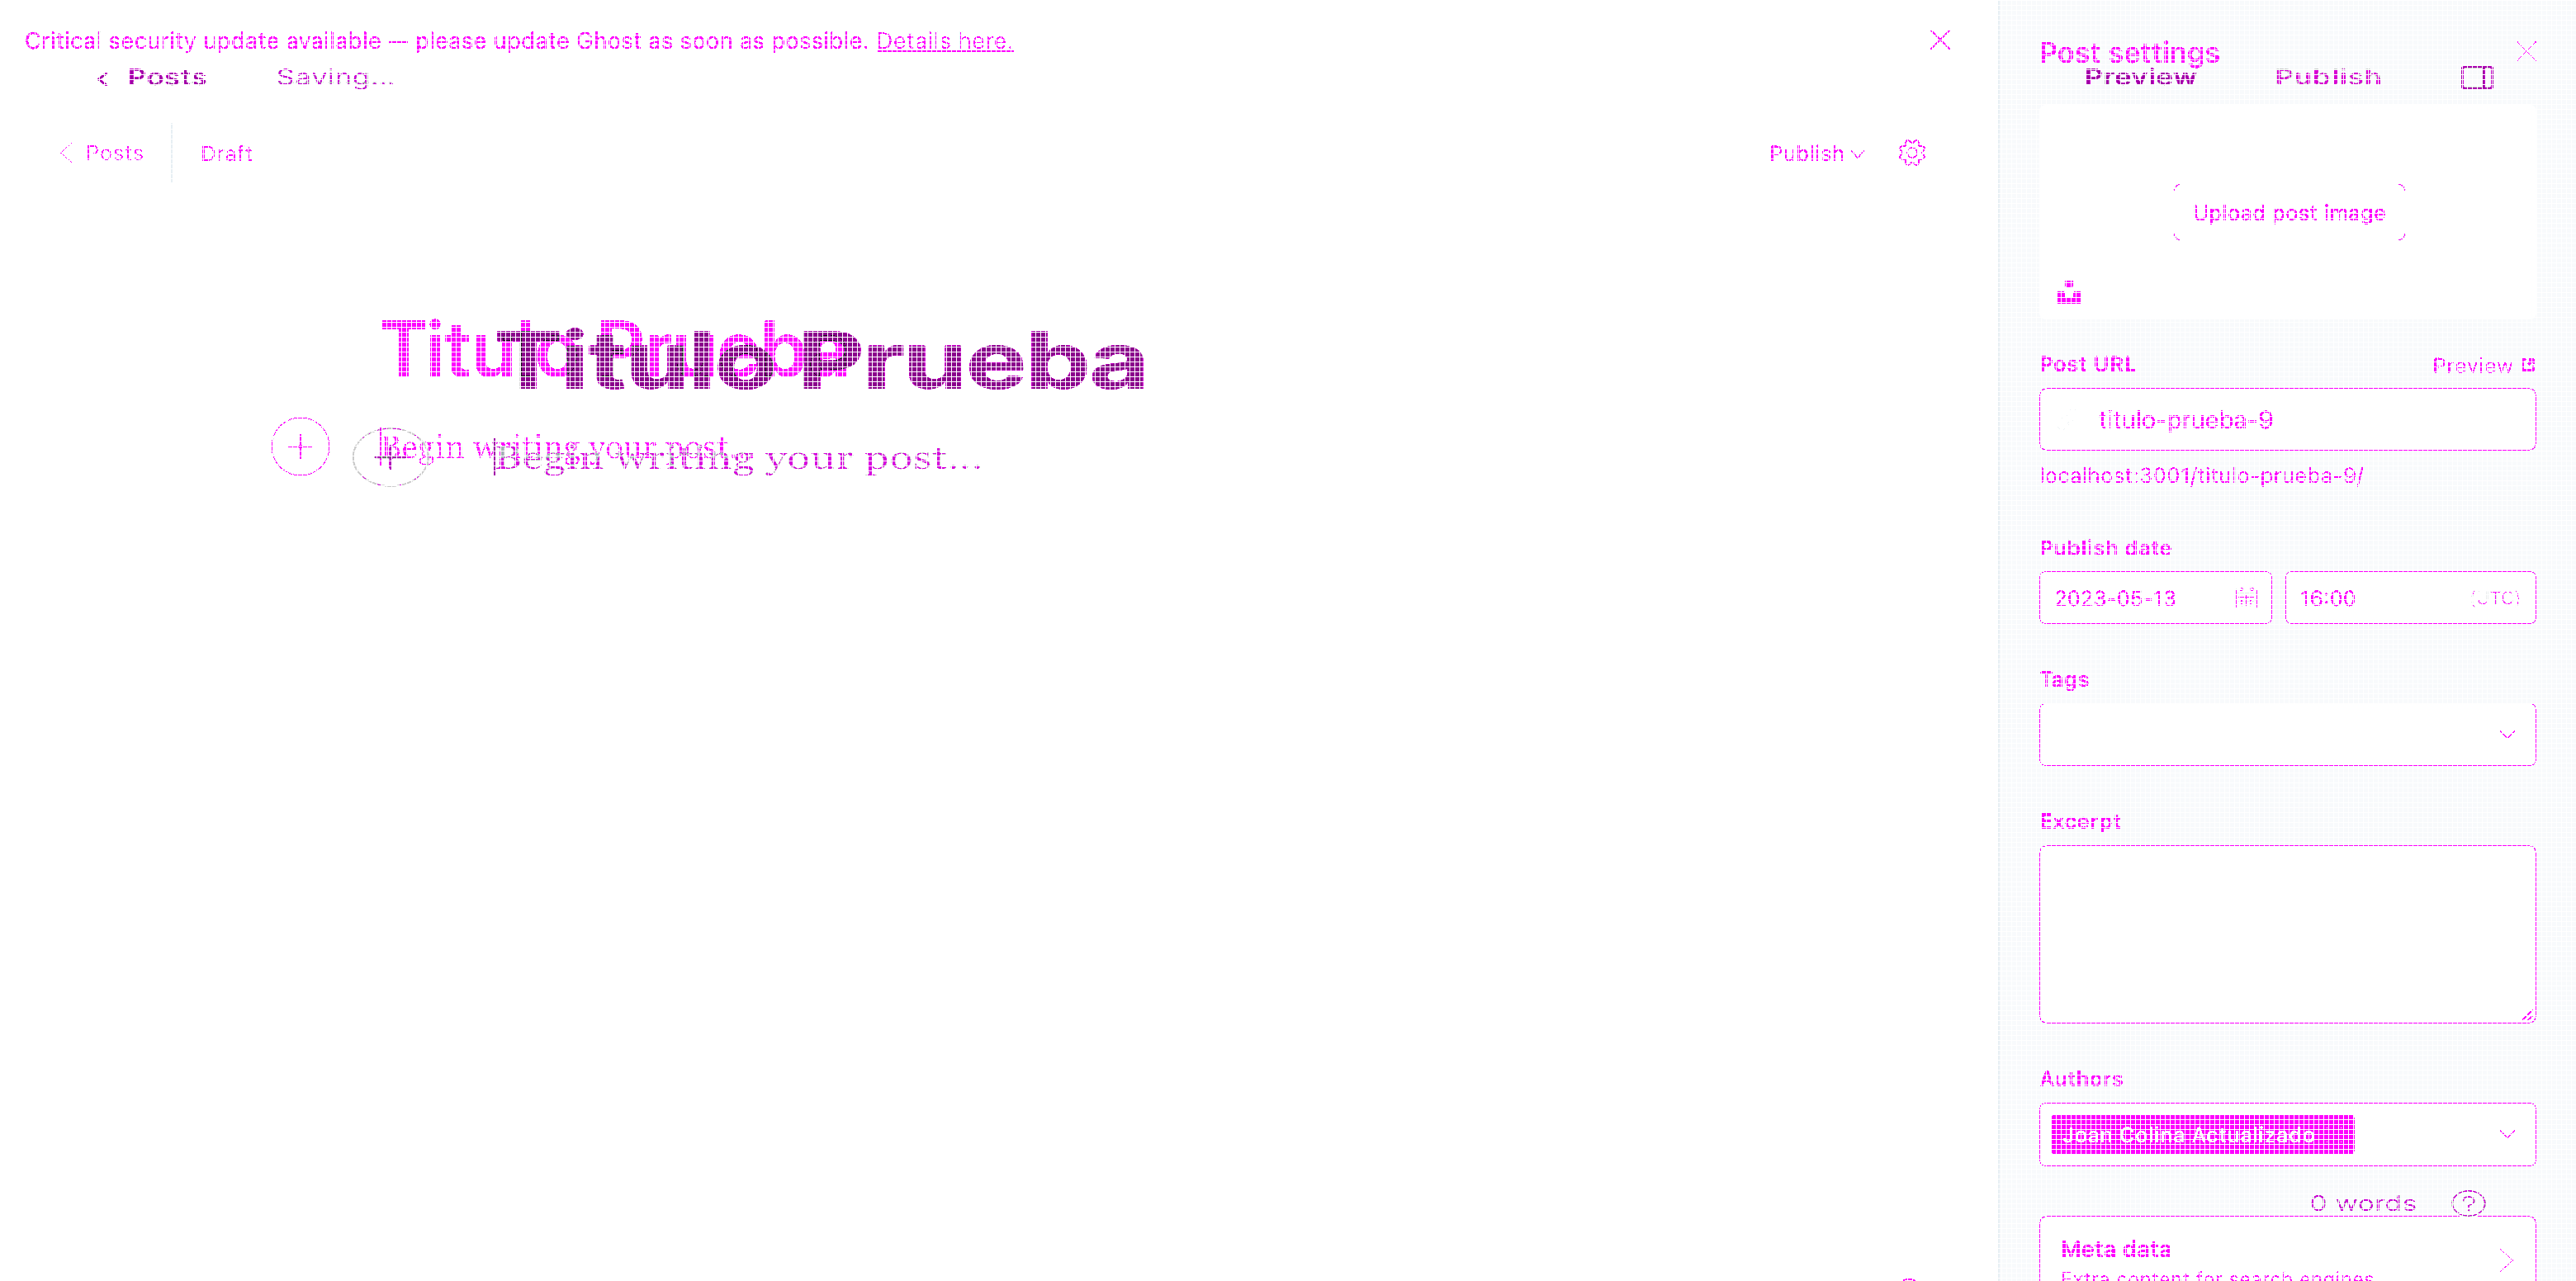 Critical security update available — please update Ghost as soon as possible. Details here.
Posts Saving...
Posts Draft
Publish
Titulo Prueba
Titulo Prueba
Begin writing your post...
Begin writing your post...
Post settings
Preview Publish
Upload post image
Post URL Preview
titulo-prueba-9
localhost:3001/titulo-prueba-9/
Publish date
2023-05-13 16:00 (UTC)
Tags
Excerpt
Authors
Joan Colina Actualizado
0 words ?
Meta data
Extra content for search engines